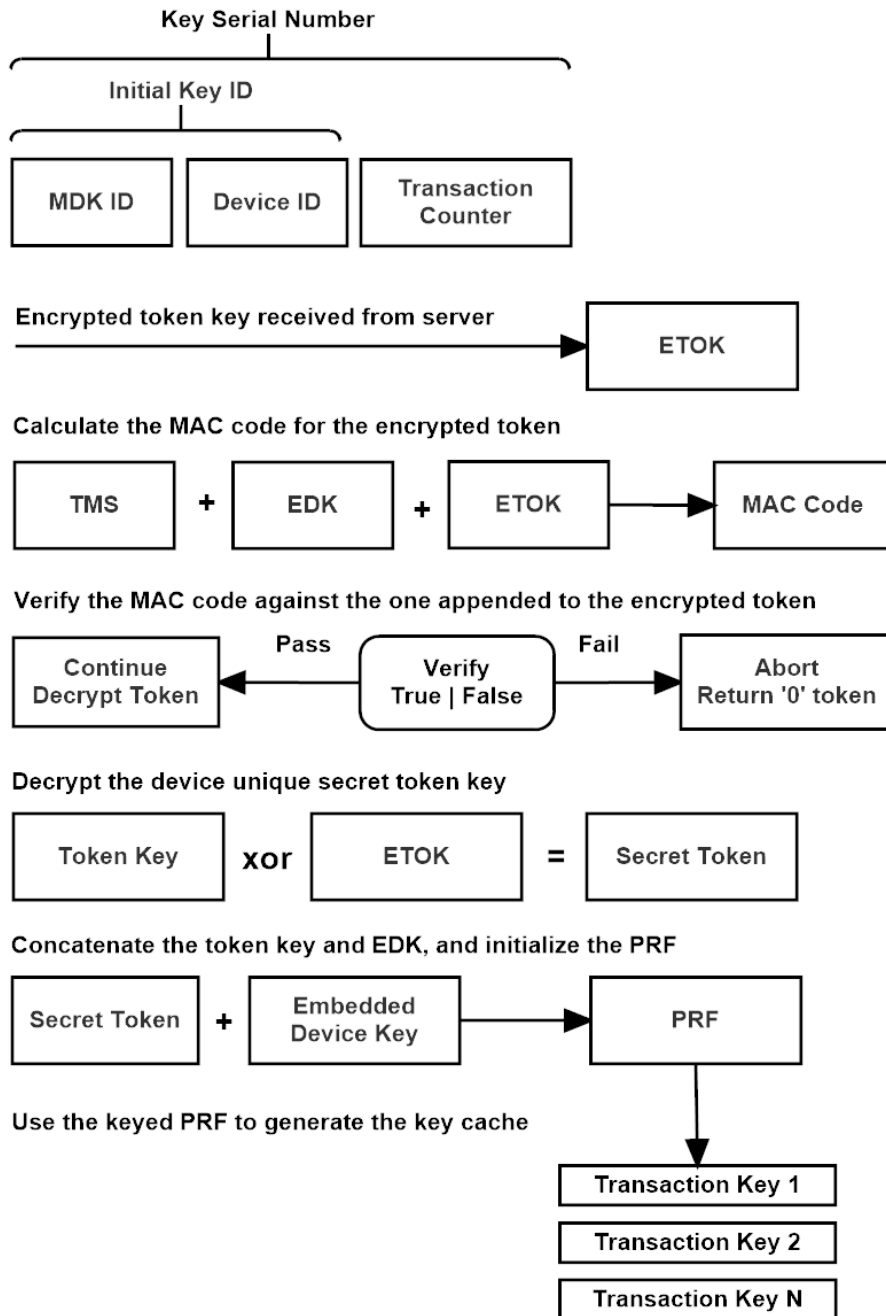 Key Serial Number
Initial Key ID
MDK ID
Device ID
Transaction
Counter
Encrypted token key received from server
ETOK
Calculate the MAC code for the encrypted token
TMS + EDK + ETOK MAC Code
Verify the MAC code against the one appended to the encrypted token
Continue
Decrypt Token
Pass
Verify
True | False
Fail
Abort
Return '0' token
Decrypt the device unique secret token key
Token Key xor ETOK = Secret Token
Concatenate the token key and EDK, and initialize the PRF
Secret Token
+
Embedded
Device Key
PRF
Use the keyed PRF to generate the key cache
Transaction Key 1
Transaction Key 2
Transaction Key N